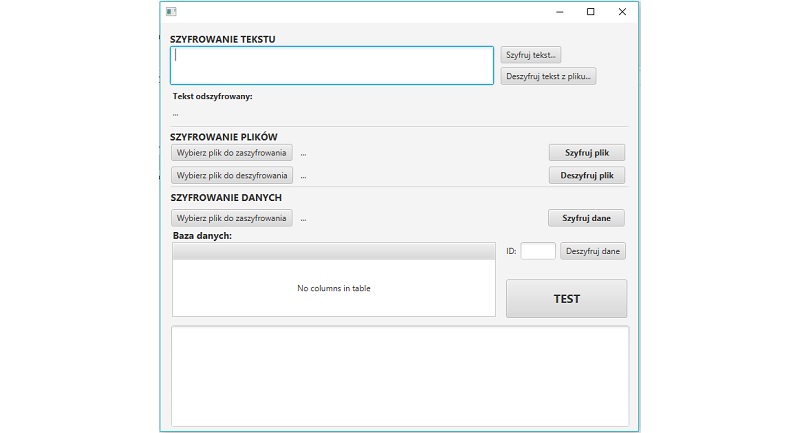 SZYFROWANIE TEKSTU
Szyfruj tekst...
Deszyfruj tekst z pliku...
Tekst odszyfrowany:
...
SZYFROWANIE PLIKÓW
Wybierz plik do zaszyfrowania ... Szyfruj plik
Wybierz plik do deszyfrowania ... Deszyfruj plik
SZYFROWANIE DANYCH
Wybierz plik do zaszyfrowania ... Szyfruj dane
Baza danych:
ID: Deszyfruj dane
No columns in table
TEST